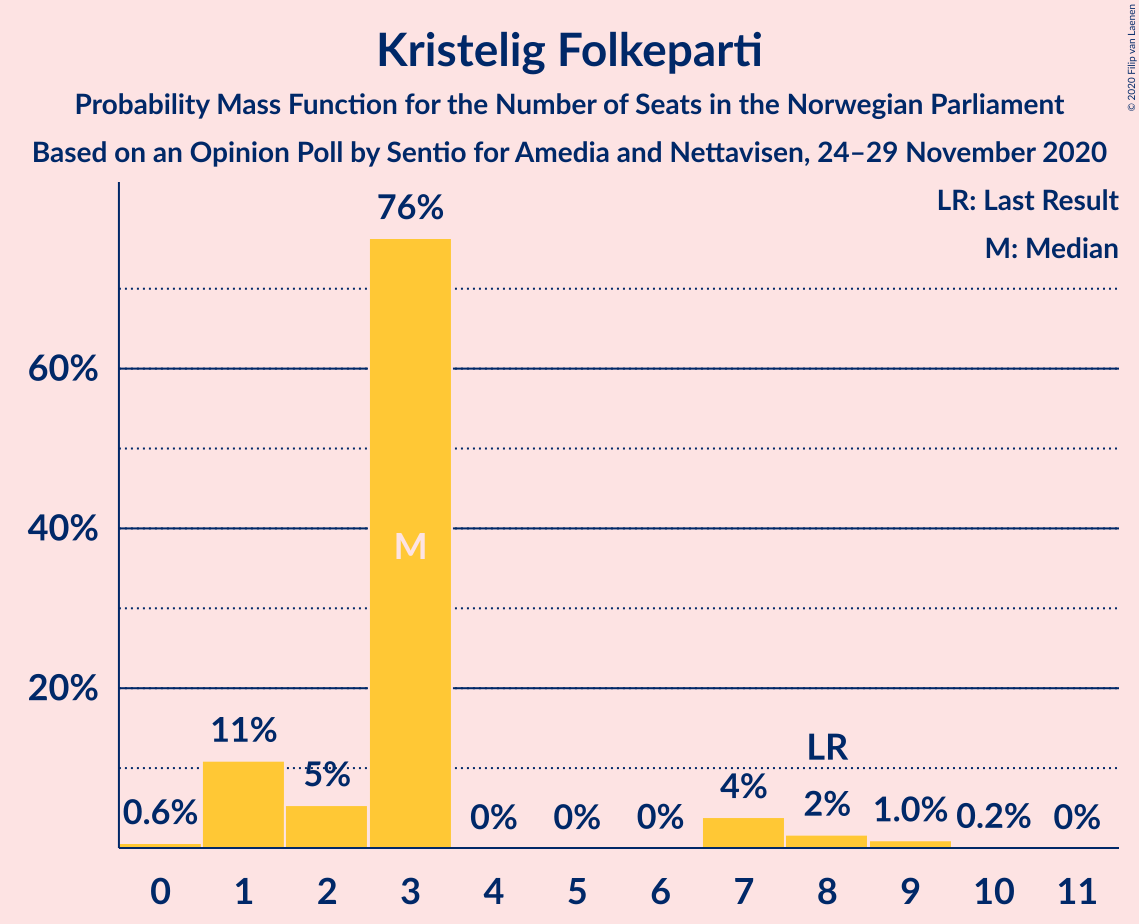 Kristelig Folkeparti
Probability Mass Function for the Number of Seats in the Norwegian Parliament
Based on an Opinion Poll by Sentio for Amedia and Nettavisen, 24–29 November 2020
© 2020 Filip van Laenen
LR: Last Result
M: Median
76%
60%
40%
M
20%
11%
LR
5%
4%
0.6%
0%
0%
0%
2%
1.0%
0.2%
0%
0 1 2 3 4 5 6 7 8 9 10 11